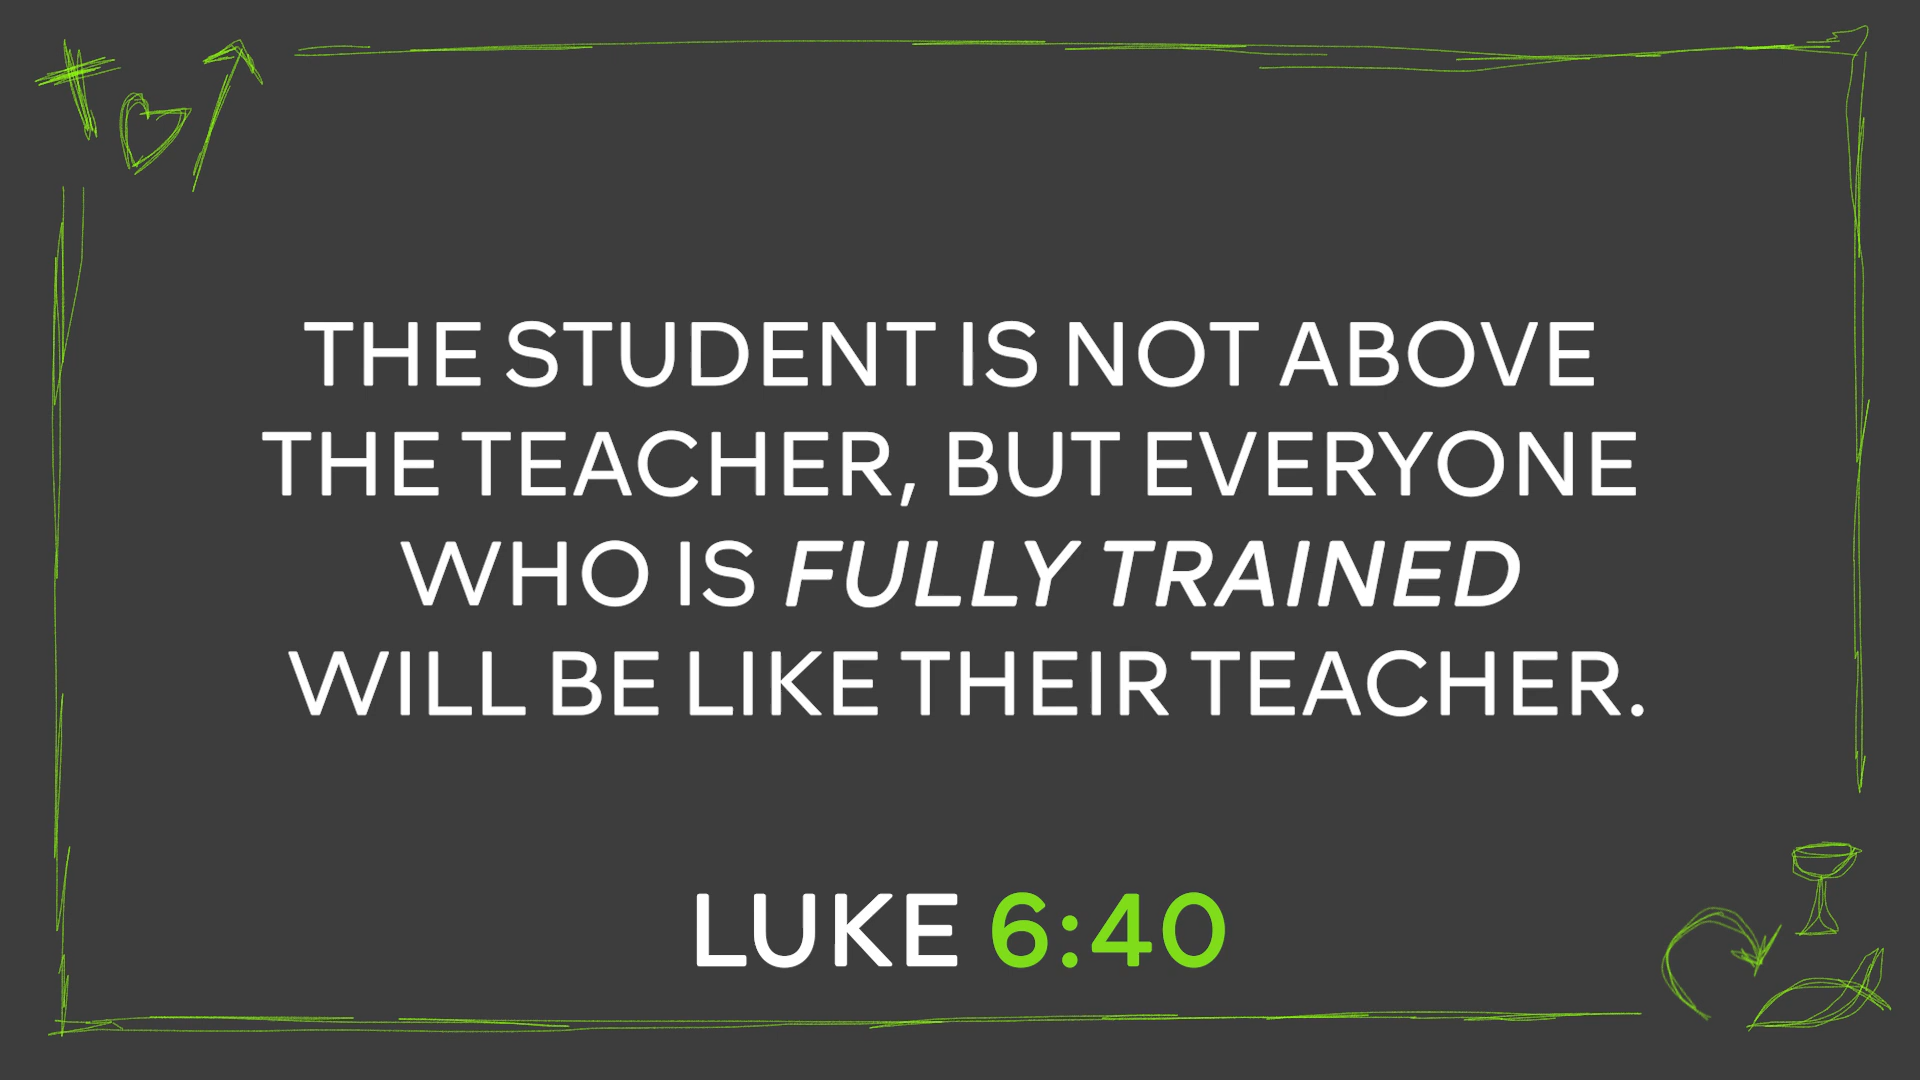 THE STUDENT IS NOT ABOVE
THE TEACHER, BUT EVERYONE
WHO IS FULLY TRAINED
WILL BE LIKE THEIR TEACHER.
LUKE 6:40